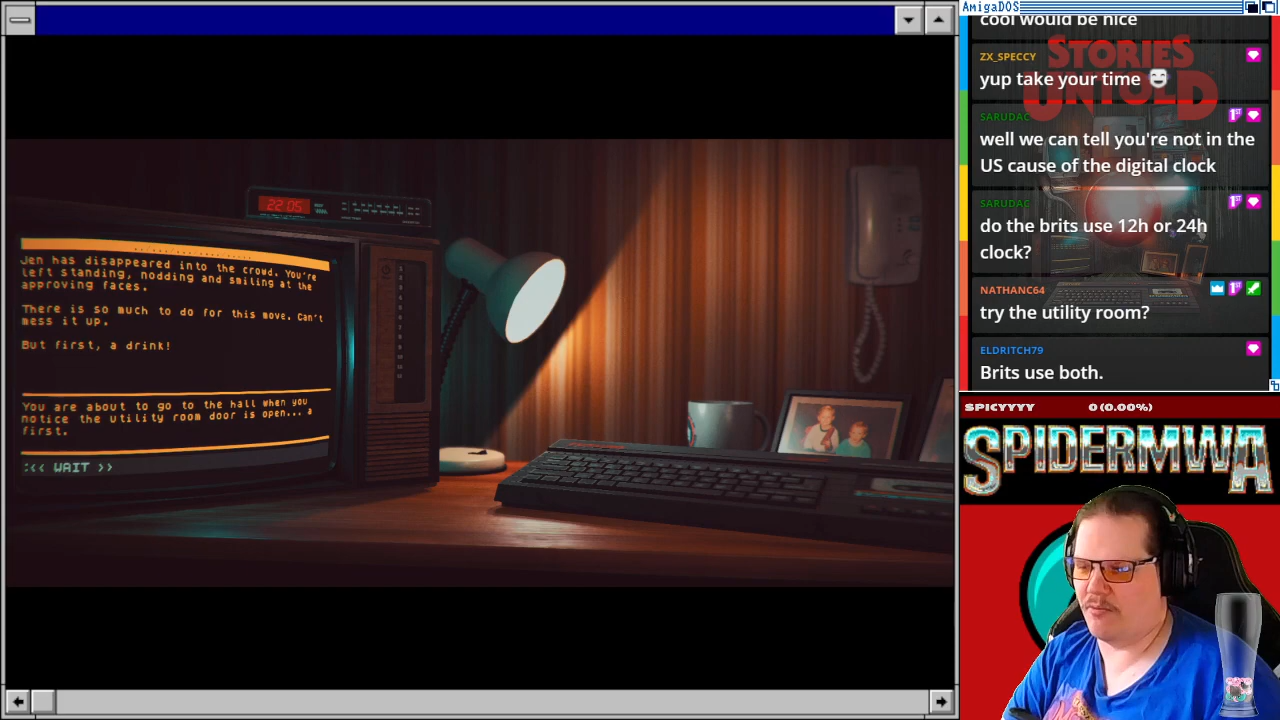 22 05
Jen has disappeared into the crowd. You're
left standing, nodding and smiling at the
approving faces.
There is so much to do for this move. Can't
mess it up.
But first, a drink!
You are about to go to the hall when you
notice the utility room door is open... a
first.
:<< WAIT >>
AmigaDOS
cool would be nice
STORIES
UNTOLD
ZX_SPECCY
yup take your time
SARUDAC
well we can tell you're not in the
US cause of the digital clock
SARUDAC
do the brits use 12h or 24h
clock?
NATHANC64
try the utility room?
ELDRITCH79
Brits use both.
SPICYYYY 0 (0.00%)
SPIDERMWA